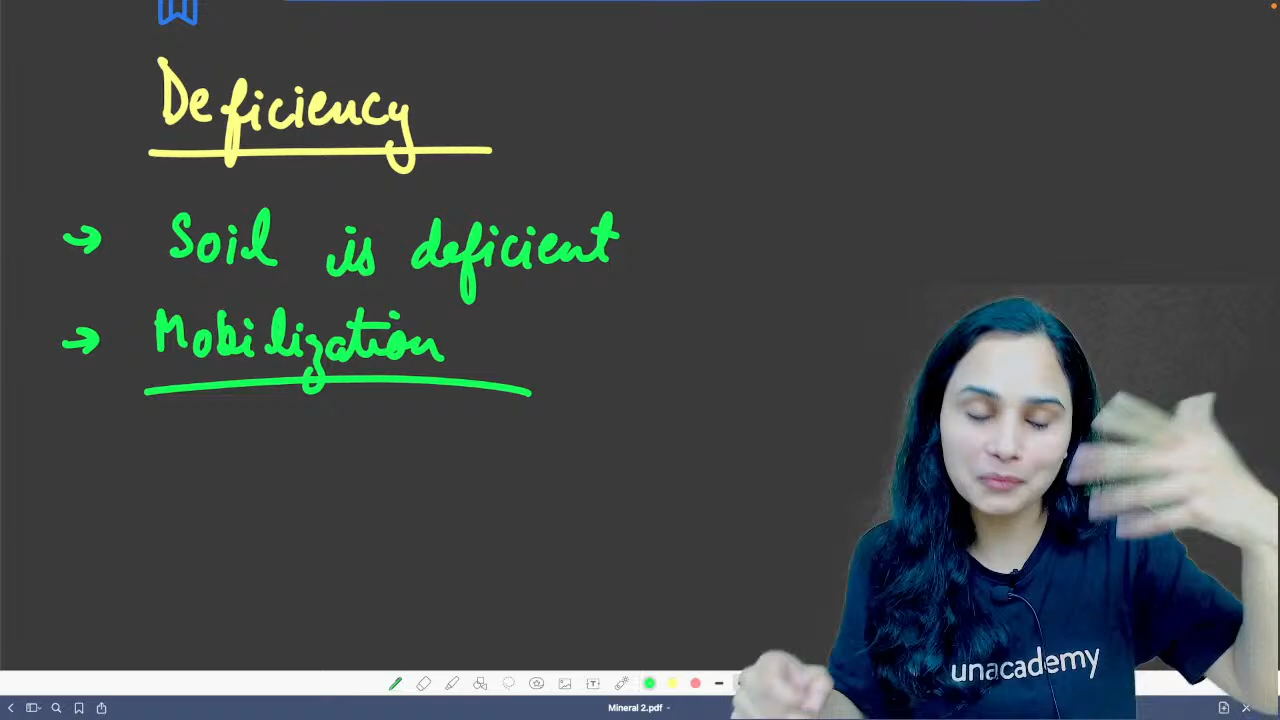 Deficiency
→ Soil is deficient
→ Mobilization
unacademy
Mineral 2.pdf